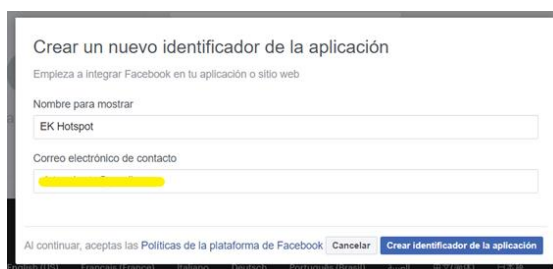 Crear un nuevo identificador de la aplicación
Empieza a integrar Facebook en tu aplicación o sitio web
Nombre para mostrar
EK Hotspot
Correo electrónico de contacto
Al continuar, aceptas las Políticas de la plataforma de Facebook Cancelar Crear identificador de la aplicación
English (US) Français (France) Italiano Deutsch Português (Brasil)